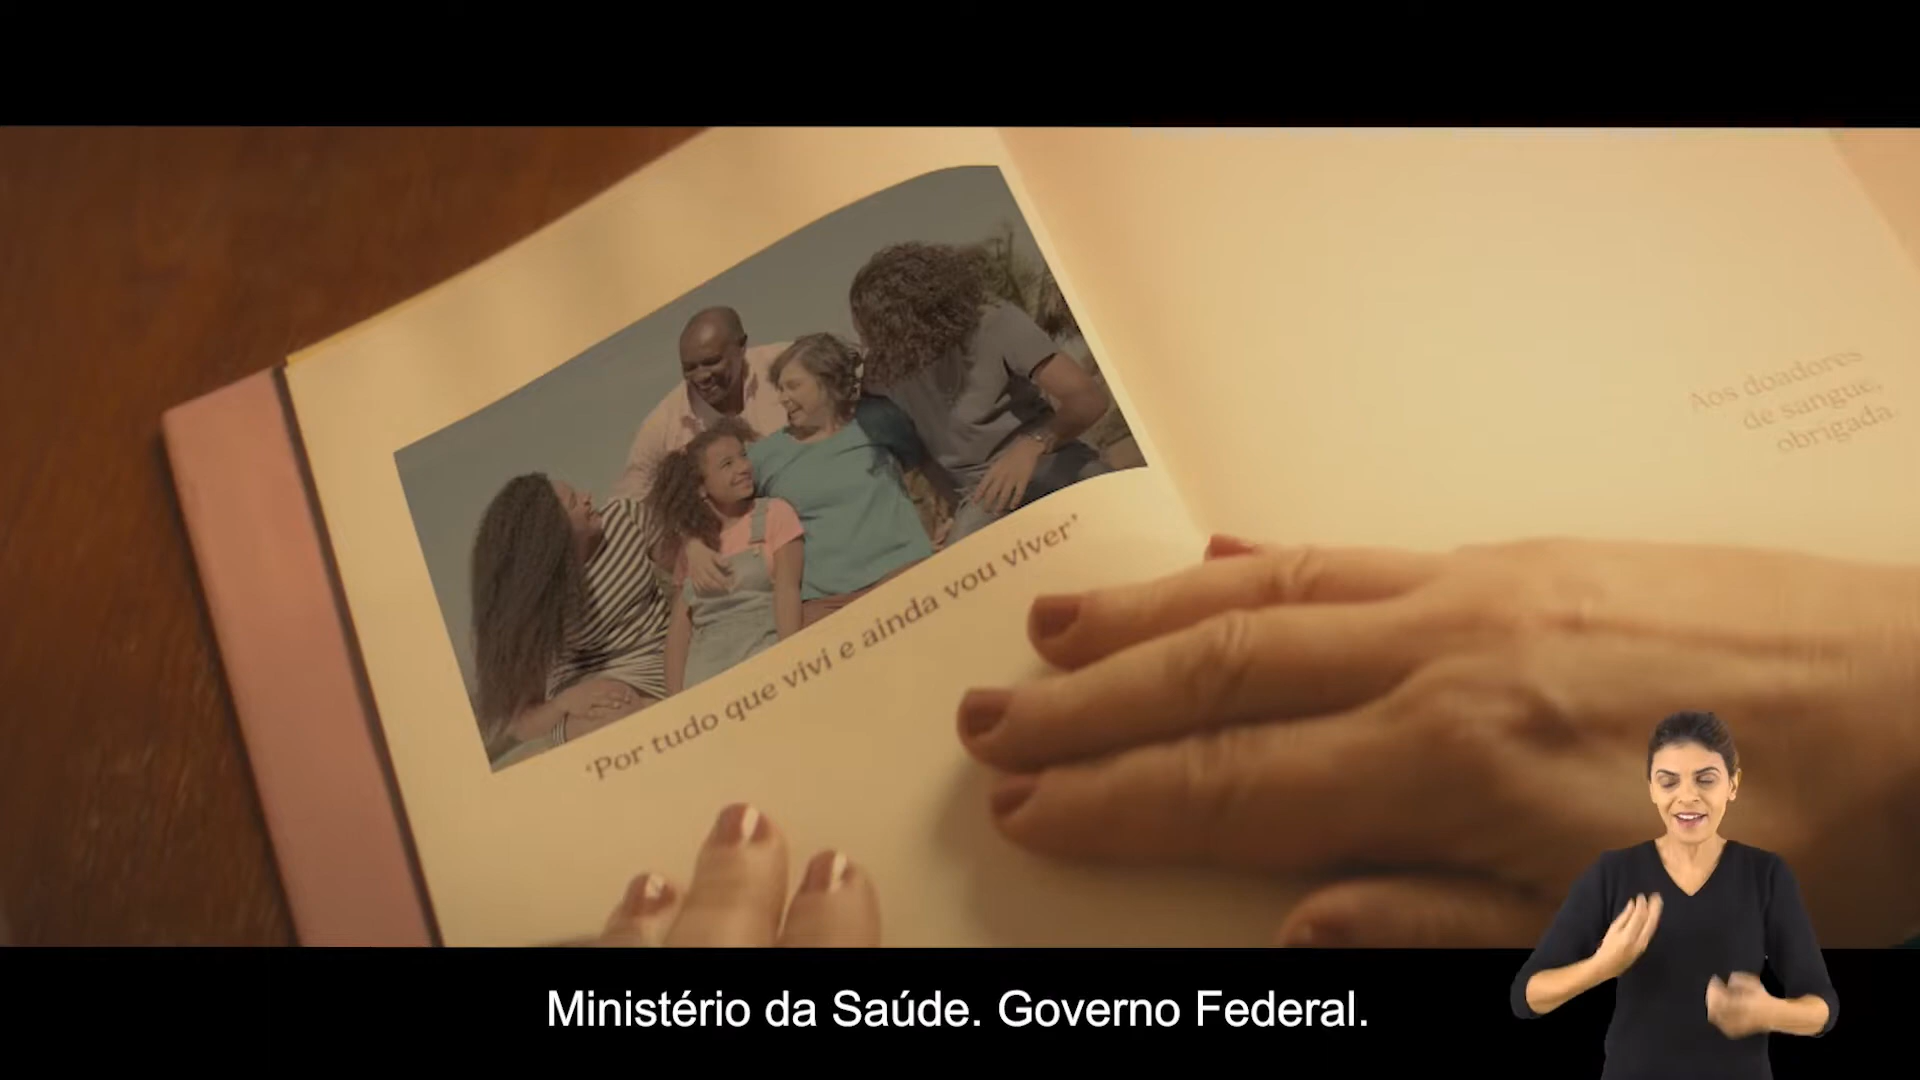 Aos doadores
de sangue,
obrigada.
'Por tudo que vivi e ainda vou viver'
Ministério da Saúde. Governo Federal.